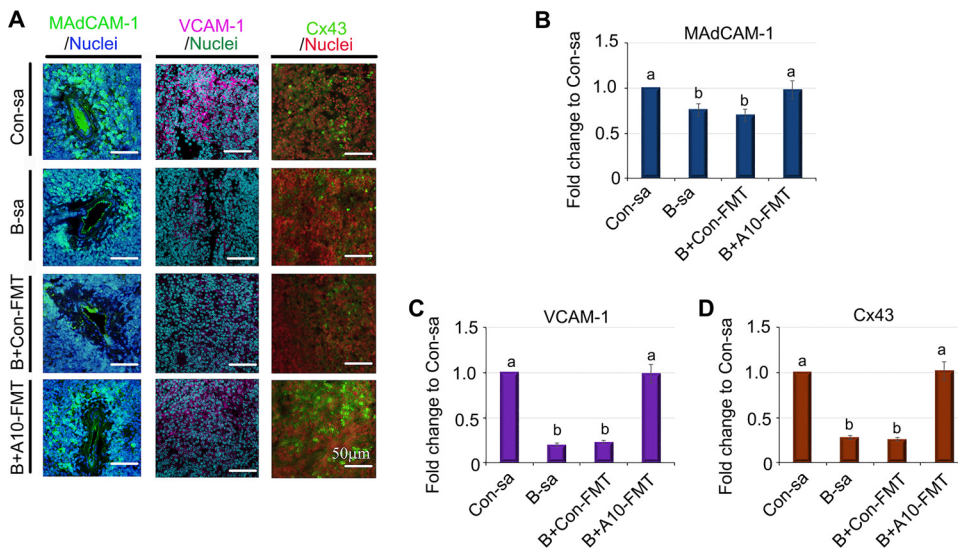 A
MAdCAM-1
/Nuclei
VCAM-1
/Nuclei
Cx43
/Nuclei
Con-sa
B-sa
B+Con-FMT
B+A10-FMT
50μm
B
MAdCAM-1
Fold change to Con-sa
1.5
1.0
0.5
0
a
b
b
a
Con-sa
B-sa
B+Con-FMT
B+A10-FMT
C
VCAM-1
Fold change to Con-sa
1.5
1.0
0.5
0
a
b
b
a
Con-sa
B-sa
B+Con-FMT
B+A10-FMT
D
Cx43
Fold change to Con-sa
1.5
1.0
0.5
0
a
b
b
a
Con-sa
B-sa
B+Con-FMT
B+A10-FMT